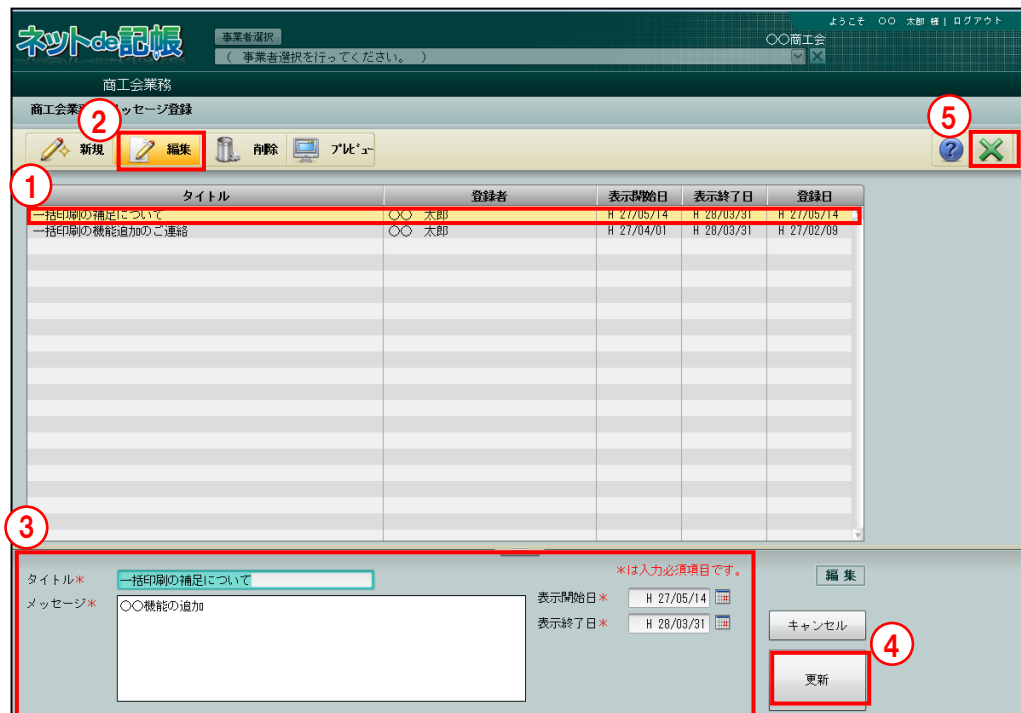 ようこそ 〇〇 太郎 様 | ログアウト
ネットde記帳
事業者選択
〇〇商工会
( 事業者選択を行ってください。 )
商工会業務
商工会業務 メッセージ登録
② ⑤
新規 編集 削除 プレビュー
①
タイトル 登録者 表示開始日 表示終了日 登録日
一括印刷の補足について 〇〇 太郎 H 27/05/14 H 28/03/31 H 27/05/14
一括印刷の機能追加のご連絡 〇〇 太郎 H 27/04/01 H 28/03/31 H 27/02/09
③
*は入力必須項目です。
タイトル* 一括印刷の補足について 編集
メッセージ* 〇〇機能の追加 表示開始日* H 27/05/14
表示終了日* H 28/03/31 キャンセル
④
更新